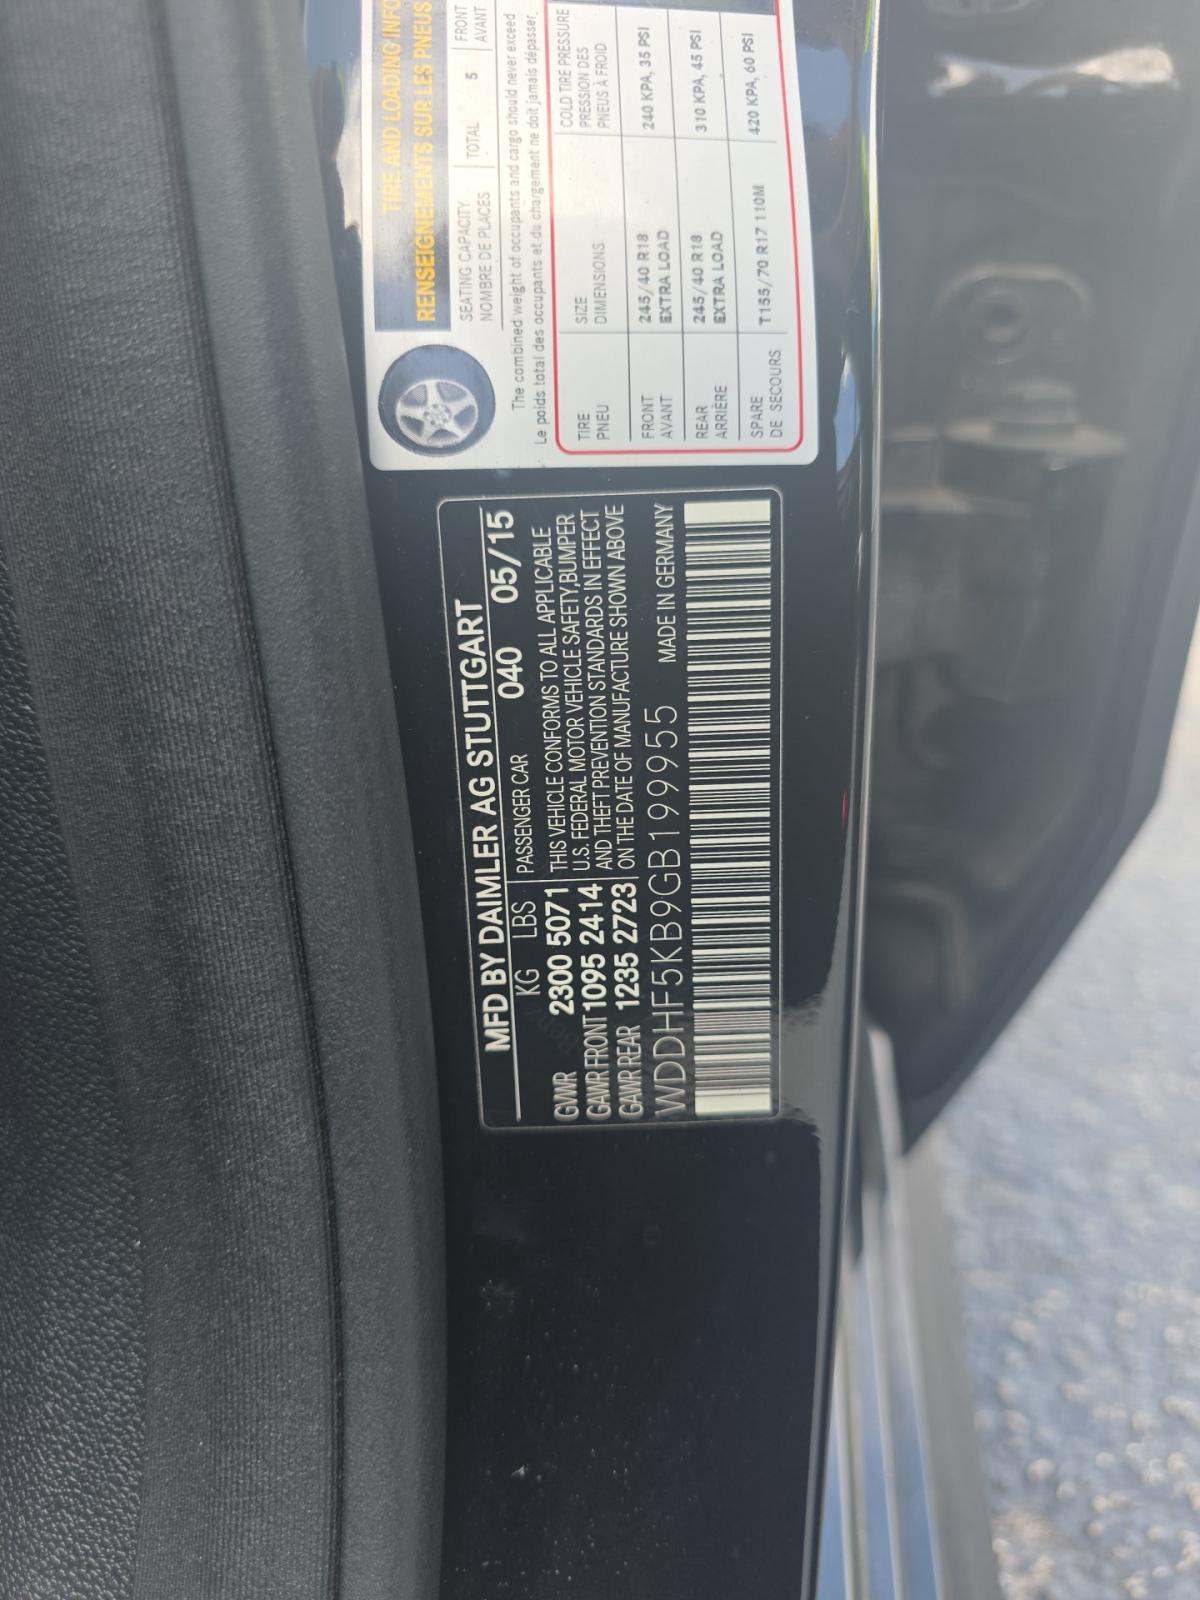 MFD BY DAIMLER AG STUTTGART
KG LBS PASSENGER CAR 040 05/15
GVWR 2300 5071 THIS VEHICLE CONFORMS TO ALL APPLICABLE
GAWR FRONT 1095 2414 U.S. FEDERAL MOTOR VEHICLE SAFETY,BUMPER
GAWR REAR 1235 2723 AND THEFT PREVENTION STANDARDS IN EFFECT
ON THE DATE OF MANUFACTURE SHOWN ABOVE
WDDHF5KB9GB199955 MADE IN GERMANY
TIRE AND LOADING INFO
RENSEIGNEMENTS SUR LES PNEUS
SEATING CAPACITY TOTAL 5 FRONT
NOMBRE DE PLACES AVANT
The combined weight of occupants and cargo should never exceed
Le poids total des occupants et du chargement ne doit jamais dépasser
TIRE SIZE COLD TIRE PRESSURE
PNEU DIMENSIONS PRESSION DES
PNEUS À FROID
FRONT 245/40 R18 240 KPA, 35 PSI
AVANT EXTRA LOAD
REAR 245/40 R18 310 KPA, 45 PSI
ARRIÈRE EXTRA LOAD
SPARE T155/70 R17 110M 420 KPA, 60 PSI
DE SECOURS